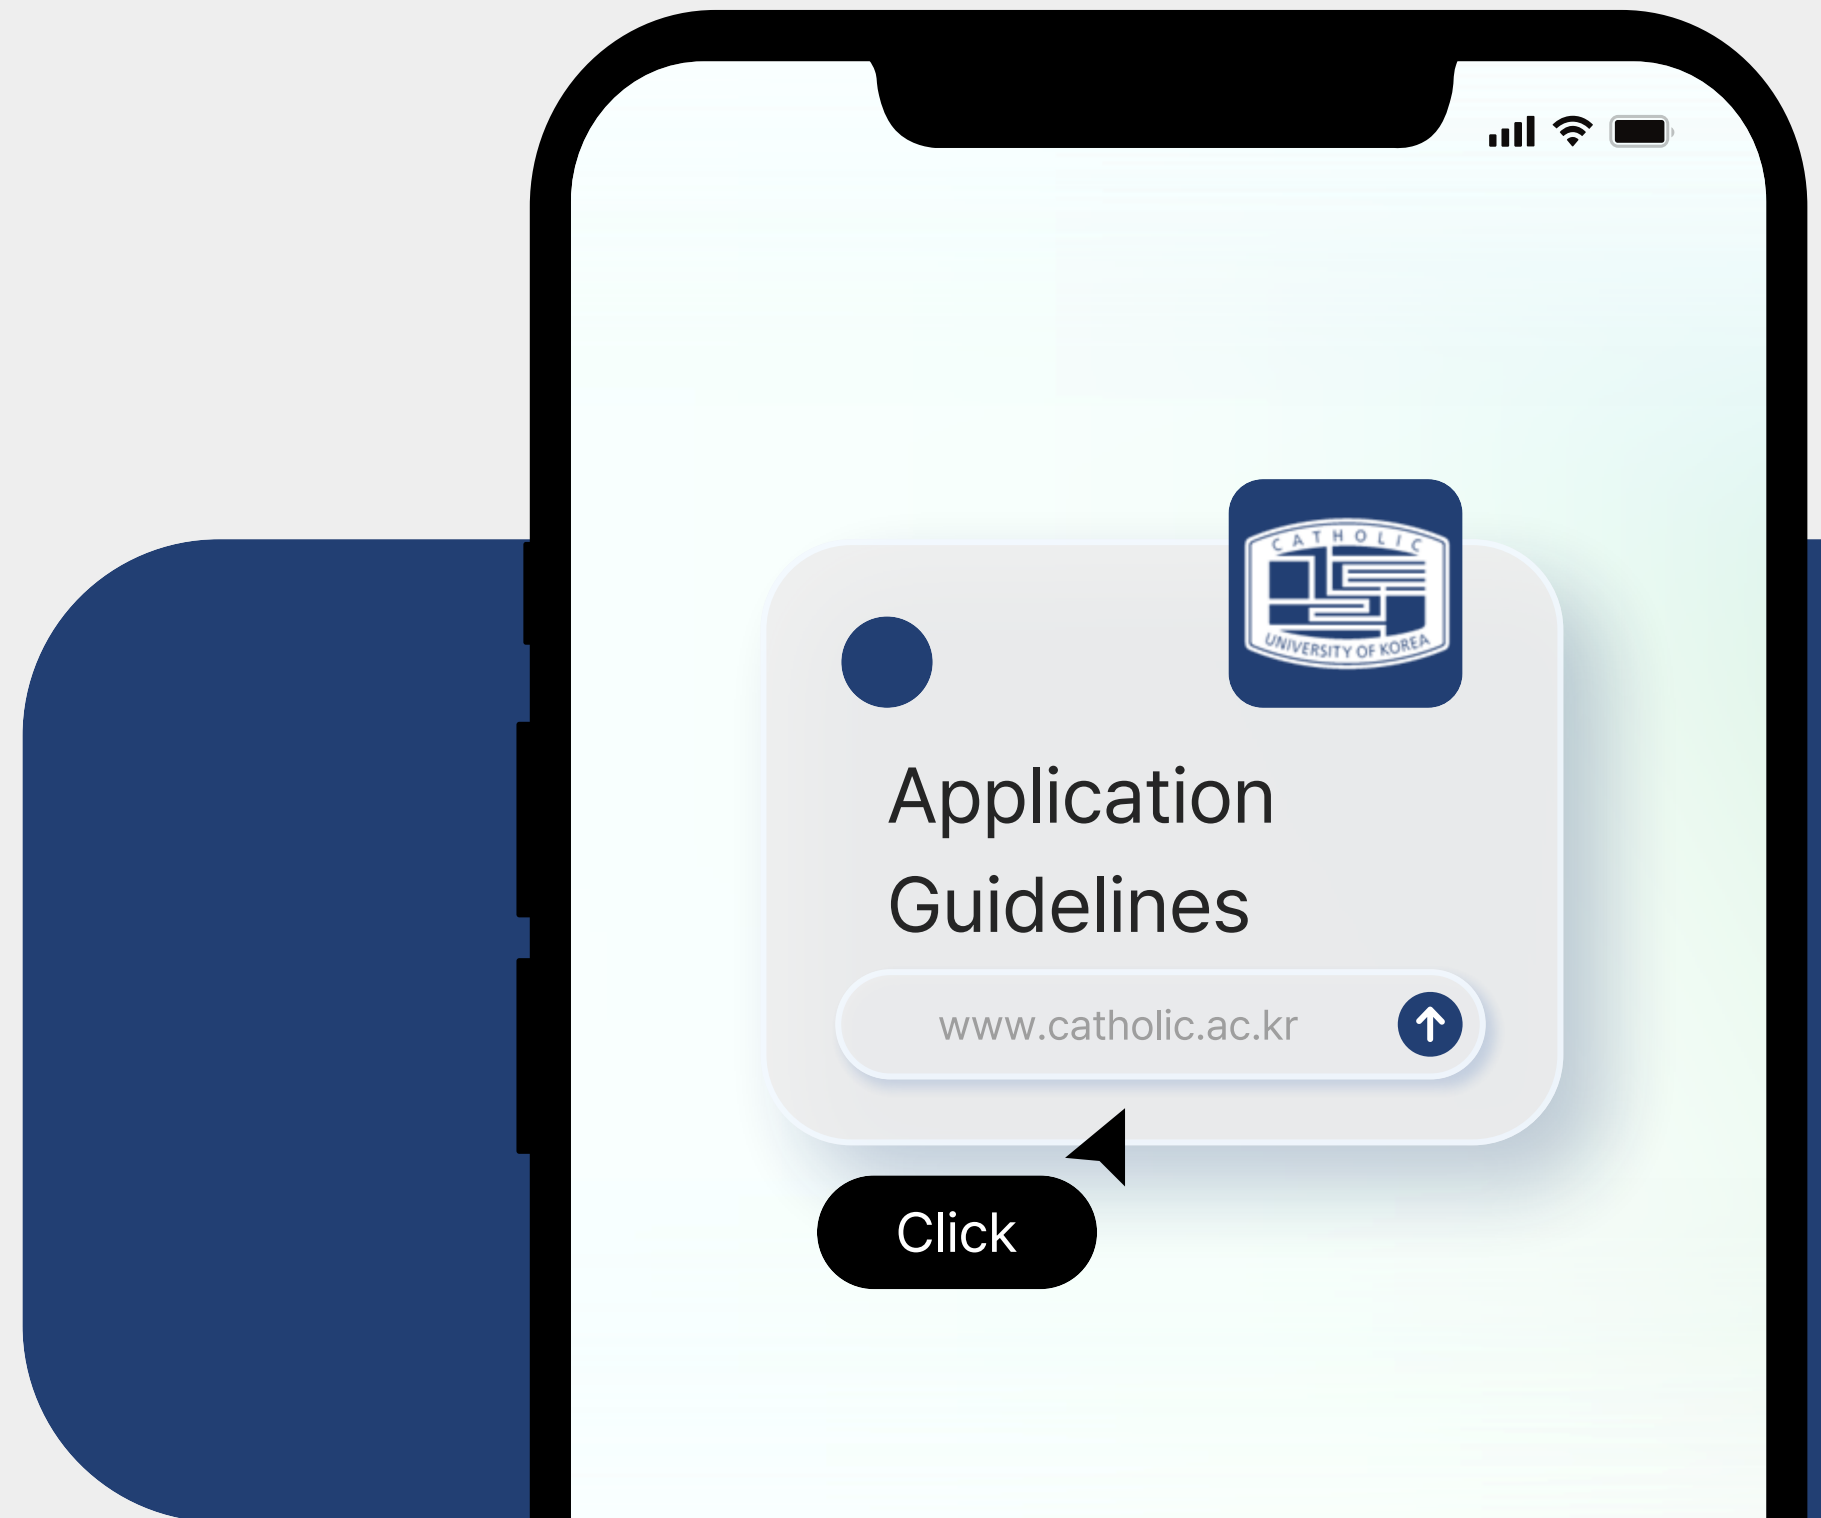 CATHOLIC
UNIVERSITY OF KOREA
Application
Guidelines
www.catholic.ac.kr
Click